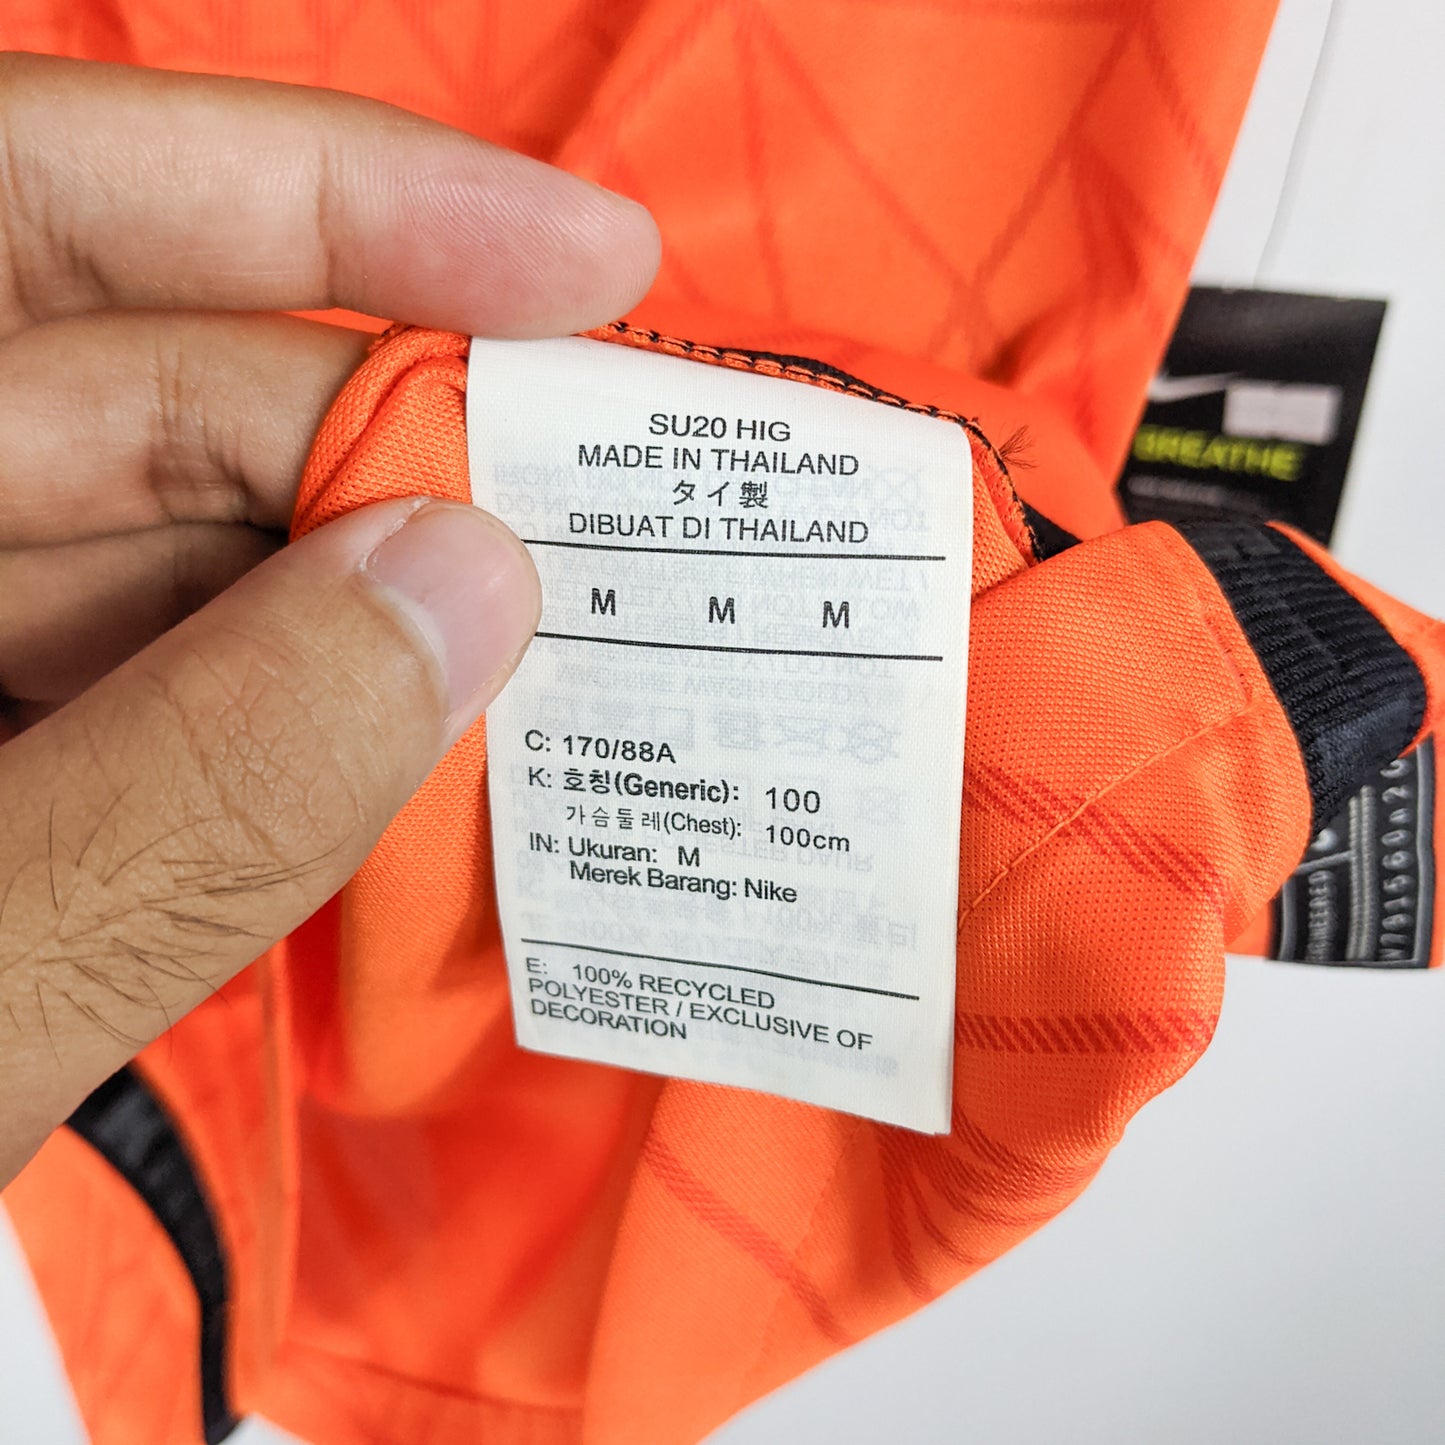 SU20 HIG
MADE IN THAILAND
タイ製
DIBUAT DI THAILAND
M M M
C: 170/88A
K: 호칭(Generic): 100
가슴둘레(Chest): 100cm
IN: Ukuran: M
Merek Barang: Nike
E: 100% RECYCLED
POLYESTER / EXCLUSIVE OF
DECORATION
BREATHE